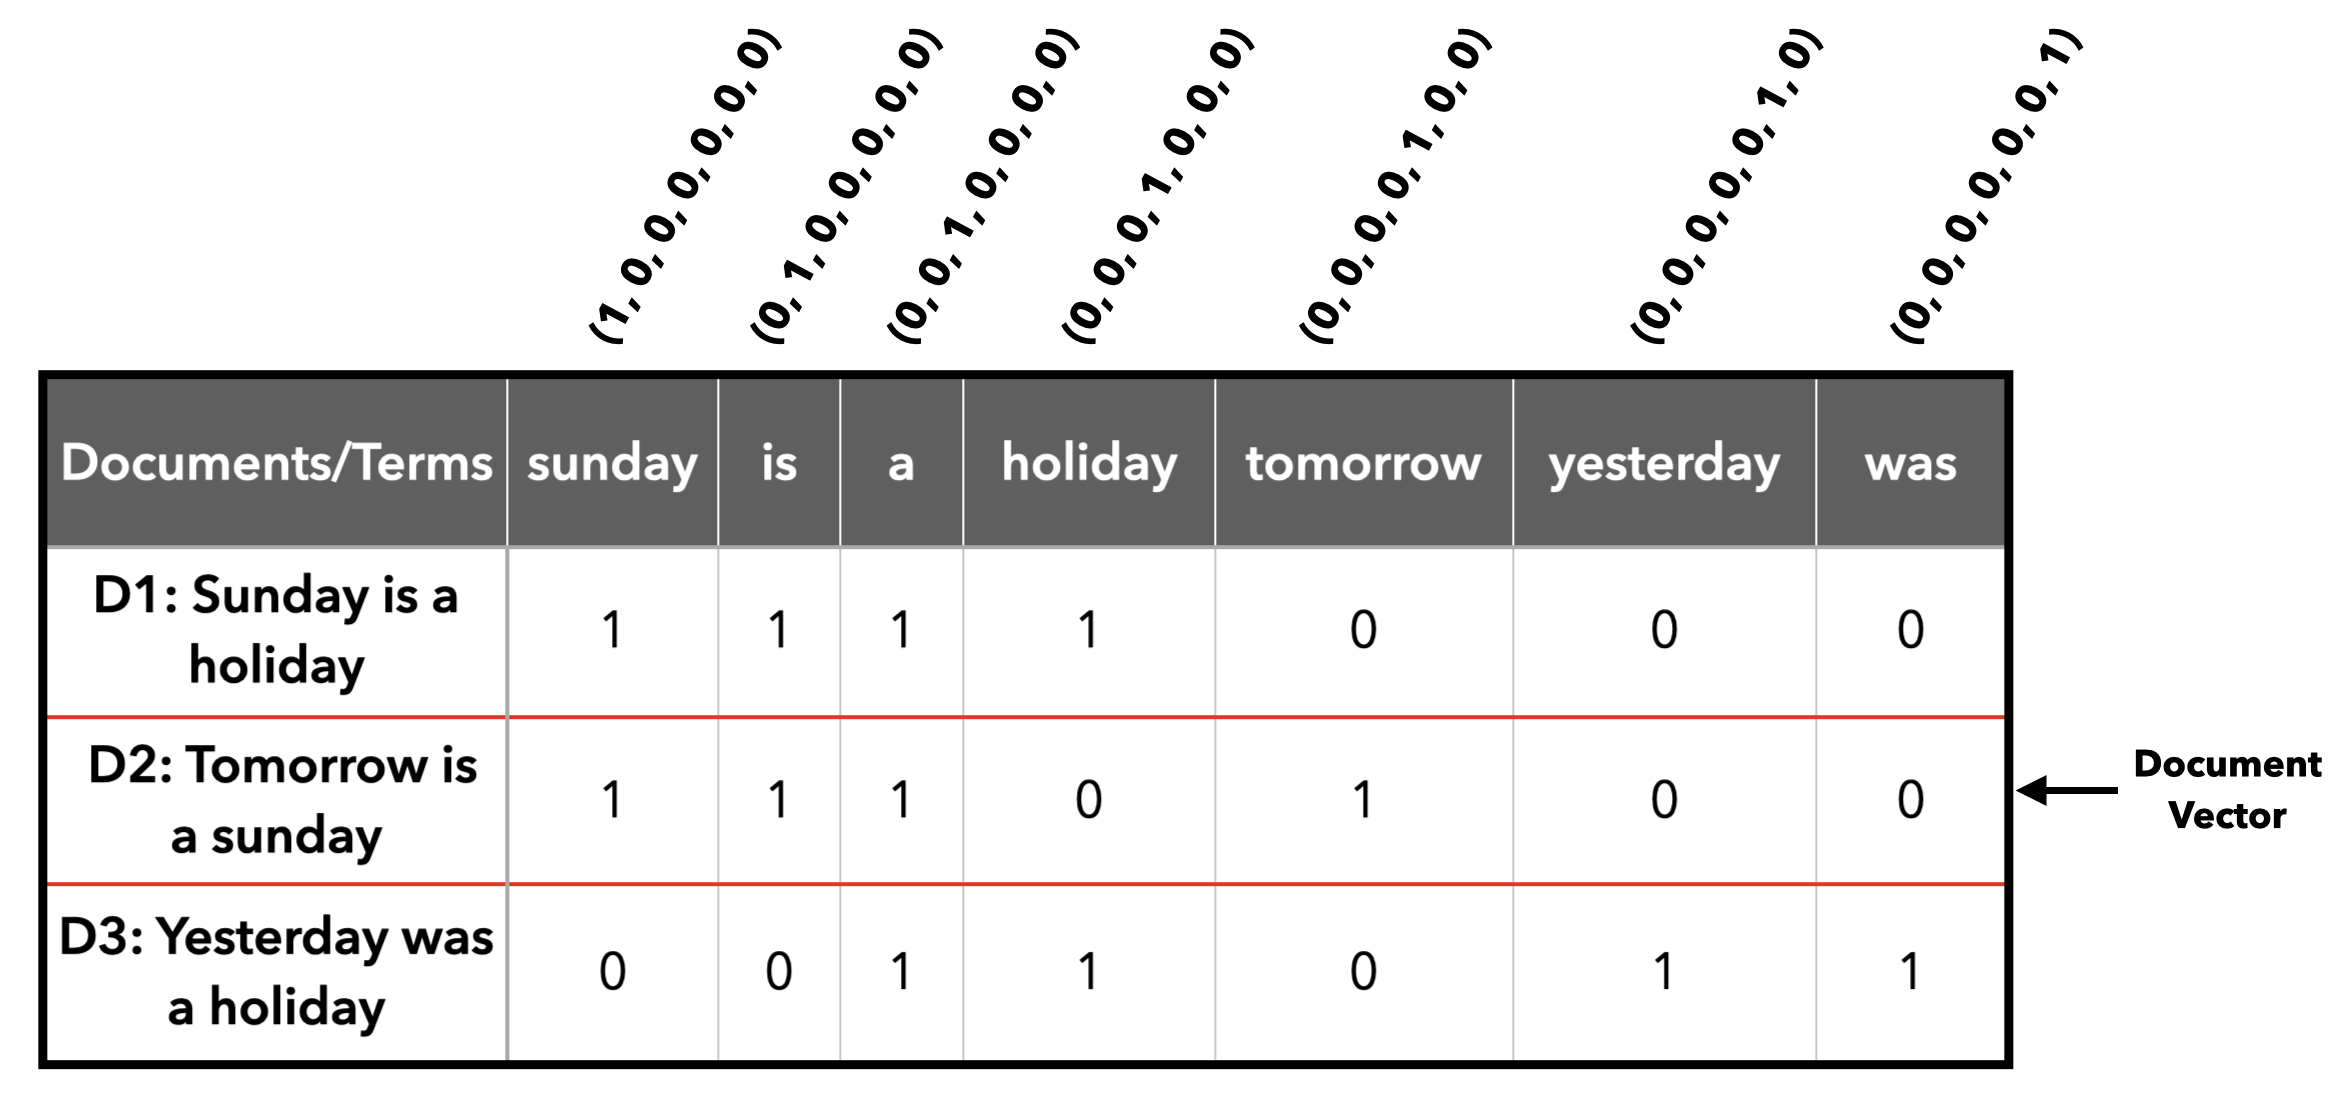 (1, 0, 0, 0, 0, 0, 0)
(0, 1, 0, 0, 0, 0, 0)
(0, 0, 1, 0, 0, 0, 0)
(0, 0, 0, 1, 0, 0, 0)
(0, 0, 0, 0, 1, 0, 0)
(0, 0, 0, 0, 0, 1, 0)
(0, 0, 0, 0, 0, 0, 1)
Documents/Terms sunday is a holiday tomorrow yesterday was
D1: Sunday is a
holiday
1 1 1 1 0 0 0
D2: Tomorrow is
a sunday
1 1 1 0 1 0 0
Document
Vector
D3: Yesterday was
a holiday
0 0 1 1 0 1 1